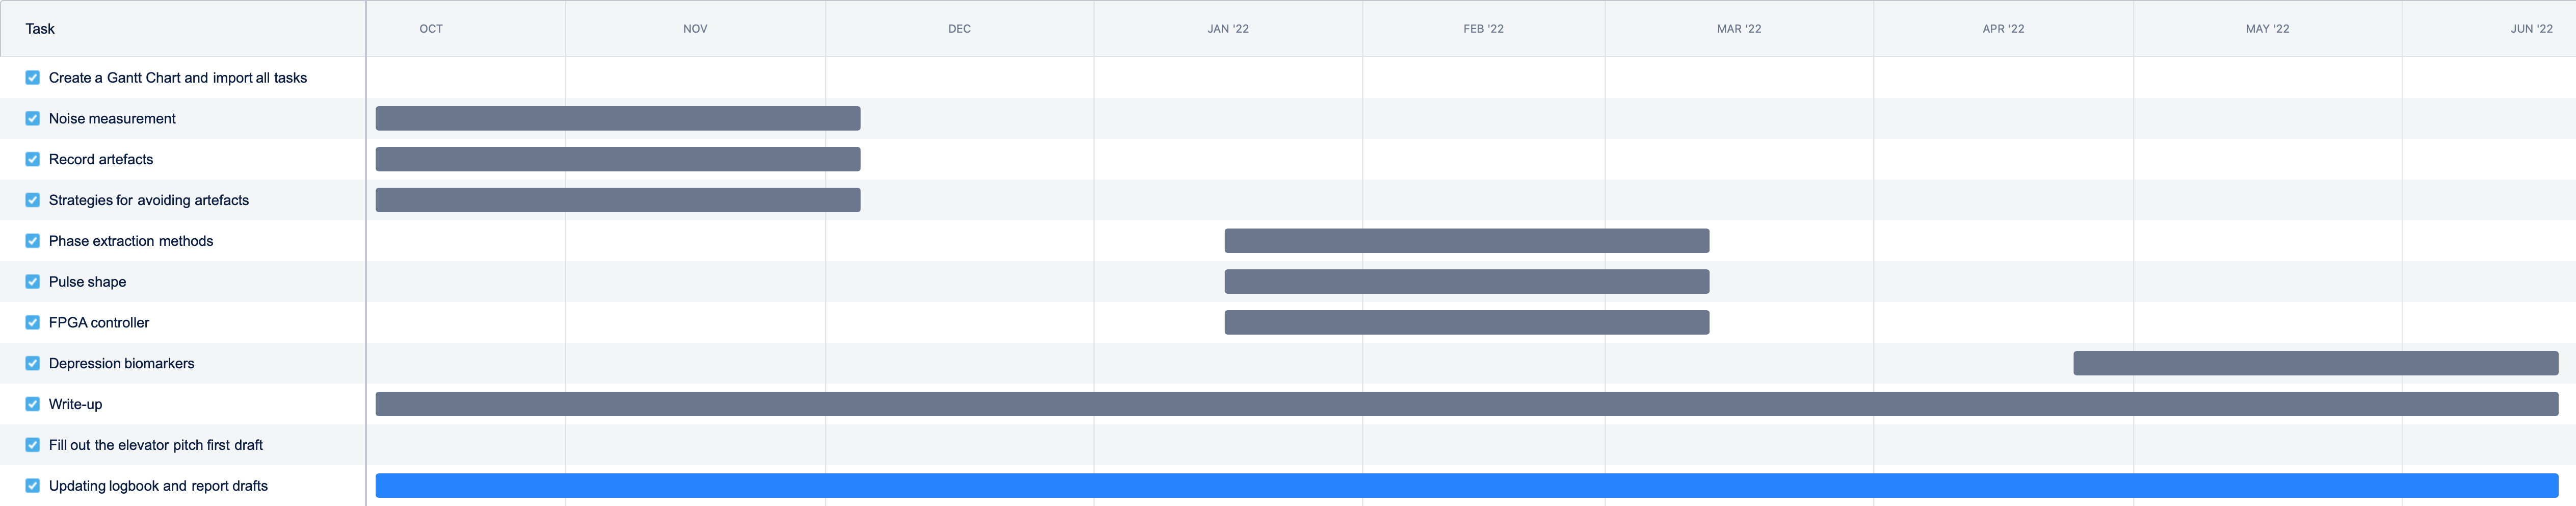 Task OCT NOV DEC JAN '22 FEB '22 MAR '22 APR '22 MAY '22 JUN '22
Create a Gantt Chart and import all tasks
Noise measurement
Record artefacts
Strategies for avoiding artefacts
Phase extraction methods
Pulse shape
FPGA controller
Depression biomarkers
Write-up
Fill out the elevator pitch first draft
Updating logbook and report drafts